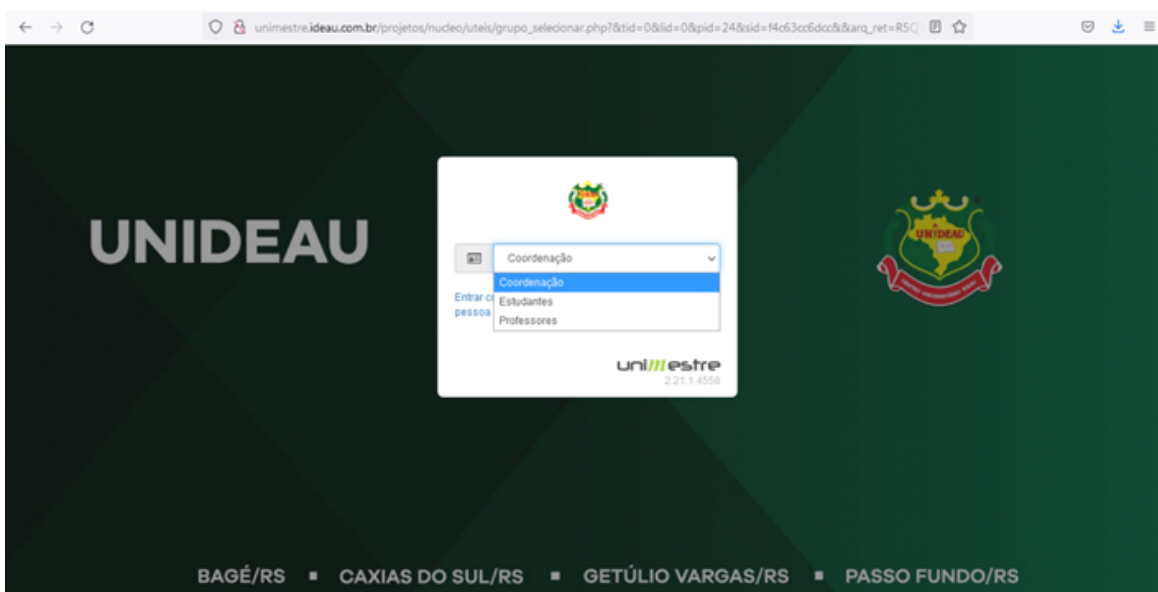 unimestre.ideau.com.br/projetos/nucleo/uteis/grupo_selecionar.php?&tid=0&lid=0&pid=24&sid=f4c63cc6dcc&&arq_ret=R5Q
UNIDEAU
Coordenação
Coordenação
Estudantes
Professores
Entrar
pessoa
unimestre
2.21.1.4558
UNIDEAU
BAGÉ/RS ▪ CAXIAS DO SUL/RS ▪ GETÚLIO VARGAS/RS ▪ PASSO FUNDO/RS